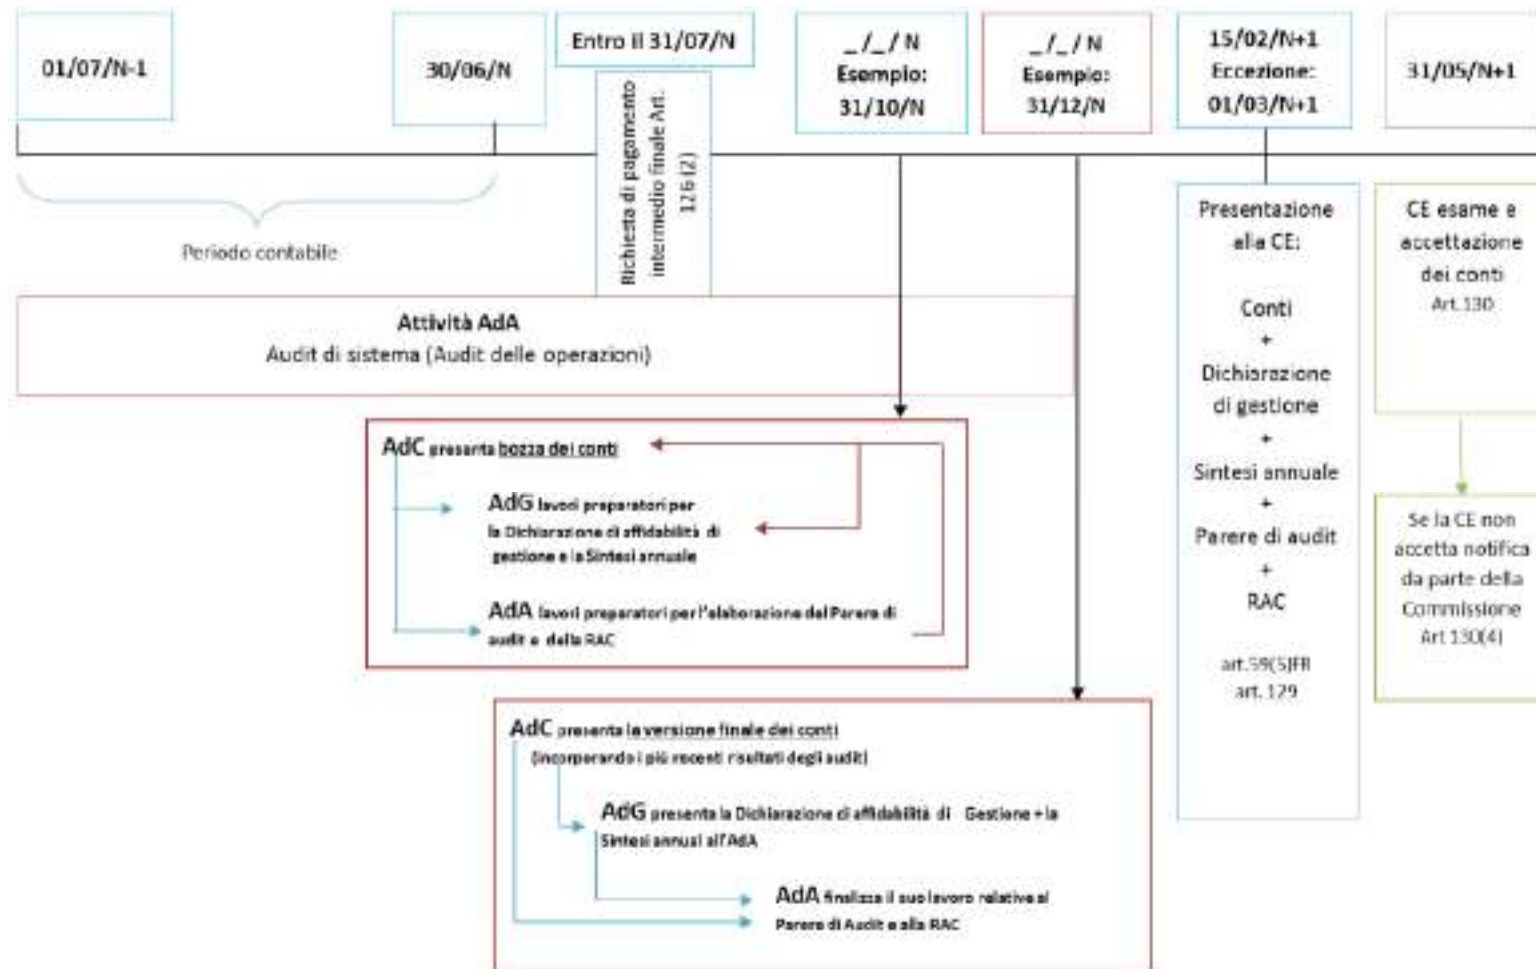 01/07/N-1
30/06/N
Entro il 31/07/N
_/_/ N
Esempio:
31/10/N
_/_/ N
Esempio:
31/12/N
15/02/N+1
Eccezione:
01/03/N+1
31/05/N+1
Periodo contabile
Richiesta di pagamento
intermedio finale Art.
126 (2)
Attività AdA
Audit di sistema (Audit delle operazioni)
AdC presenta bozza dei conti
AdG lavori preparatori per
la Dichiarazione di affidabilità di
gestione e la Sintesi annuale
AdA lavori preparatori per l'elaborazione del Parere di
audit e della RAC
AdC presenta la versione finale dei conti
(incorporando i più recenti risultati degli audit)
AdG presenta la Dichiarazione di affidabilità di Gestione + la
Sintesi annual all'AdA
AdA finalizza il suo lavoro relative al
Parere di Audit e alla RAC
Presentazione
alla CE:
Conti
+
Dichiarazione
di gestione
+
Sintesi annuale
+
Parere di audit
+
RAC
art.59(5)FR
art. 129
CE esame e
accettazione
dei conti
Art.130
Se la CE non
accetta notifica
da parte della
Commissione
Art 130(4)